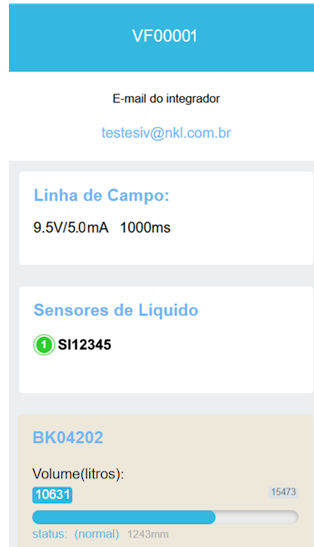 VF00001
E-mail do integrador
testesiv@nkl.com.br
Linha de Campo:
9.5V/5.0mA 1000ms
Sensores de Líquido
1 SI12345
BK04202
Volume(litros):
10631 15473
status: (normal) 1243mm